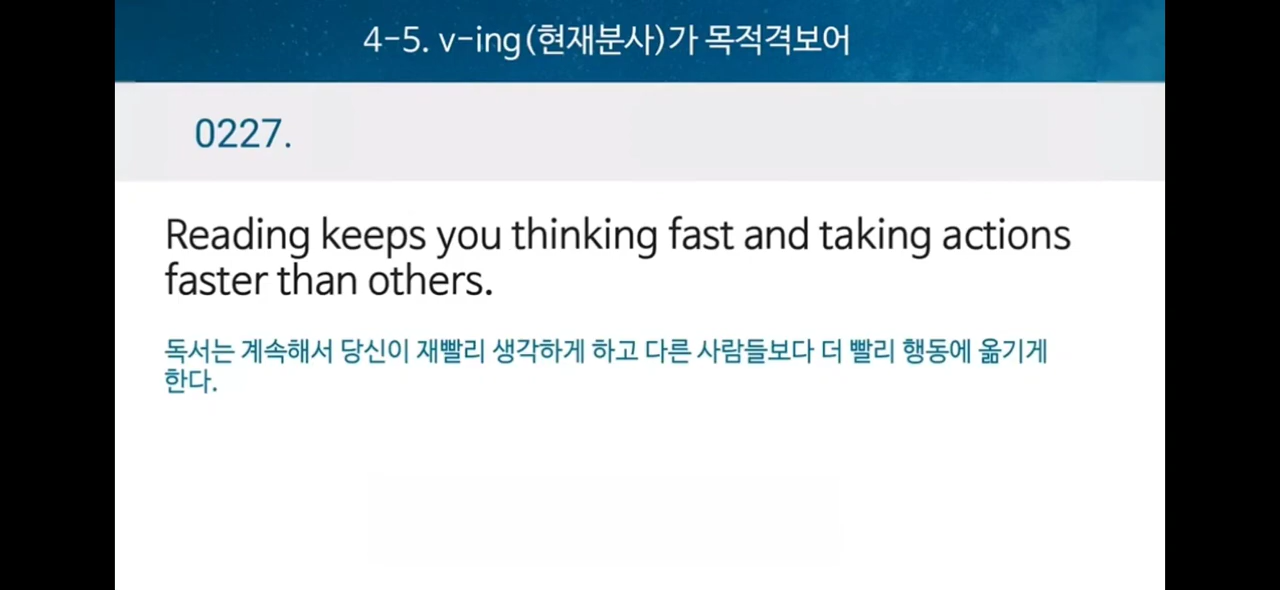 4-5. v-ing(현재분사)가 목적격보어
0227.
Reading keeps you thinking fast and taking actions
faster than others.
독서는 계속해서 당신이 재빨리 생각하게 하고 다른 사람들보다 더 빨리 행동에 옮기게
한다.